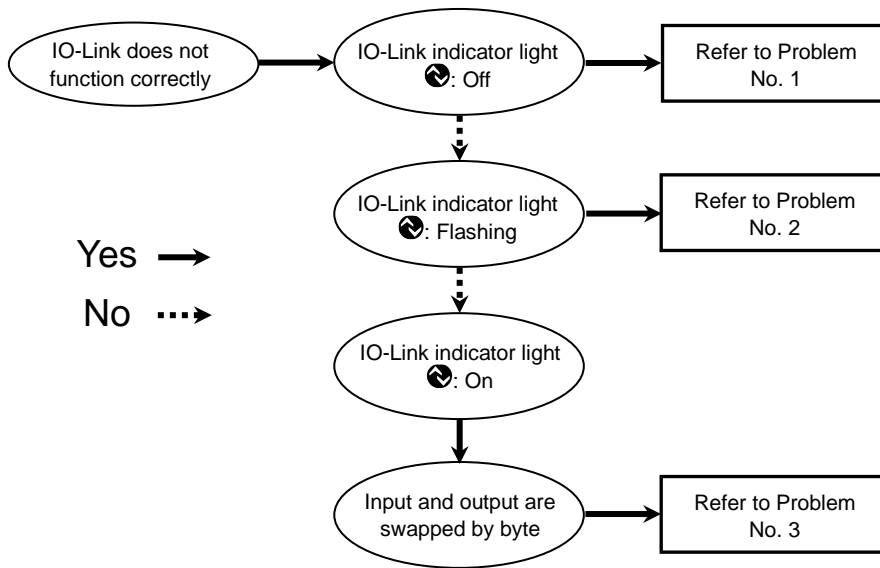 IO-Link does not
function correctly
IO-Link indicator light
: Off
Refer to Problem
No. 1
IO-Link indicator light
: Flashing
Refer to Problem
No. 2
Yes
No
IO-Link indicator light
: On
Input and output are
swapped by byte
Refer to Problem
No. 3